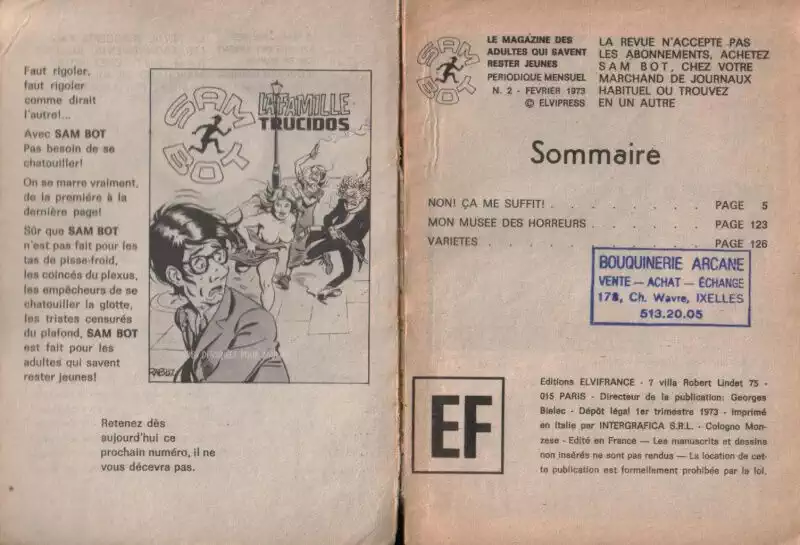 Faut rigoler,
faut rigoler
comme dirait
l'autre!...
Avec SAM BOT
Pas besoin de se
chatouiller!
On se marre vraiment,
de la première à la
dernière page!
Sûr que SAM BOT
n'est pas fait pour les
tas de pisse-froid,
les coincés du plexus,
les empêcheurs de se
chatouiller la glotte,
les tristes censurés
du plafond, SAM BOT
est fait pour les
adultes qui savent
rester jeunes!
SAM
BOT
LA FAMILLE
TRUCIDOS
Retenez dès
aujourd'hui ce
prochain numéro, il ne
vous décevra pas.
SAM
BOT
LE MAGAZINE DES
ADULTES QUI SAVENT
RESTER JEUNES
PERIODIQUE MENSUEL
N. 2 - FEVRIER 1973
© ELVIPRESS
LA REVUE N'ACCEPTE PAS
LES ABONNEMENTS, ACHETEZ
SAM BOT, CHEZ VOTRE
MARCHAND DE JOURNAUX
HABITUEL OU TROUVEZ
EN UN AUTRE
Sommaire
NON! ÇA ME SUFFIT! . . . . . . . . . . PAGE 5
MON MUSEE DES HORREURS . . . . . . . PAGE 123
VARIETES . . . . . . . . . . . . . PAGE 126
BOUQUINERIE ARCANE
VENTE — ACHAT — ÉCHANGE
178, Ch. Wavre, IXELLES
513.20.05
EF
Editions ELVIFRANCE - 7 villa Robert Lindet 75 -
015 PARIS - Directeur de la publication: Georges
Bielec - Dépôt légal 1er trimestre 1973 - Imprimé
en Italie par INTERGRAFICA S.R.L. - Cologno Mon-
zese - Edité en France — Les manuscrits et dessins
non insérés ne sont pas rendus — La location de cet-
te publication est formellement prohibée par la loi.